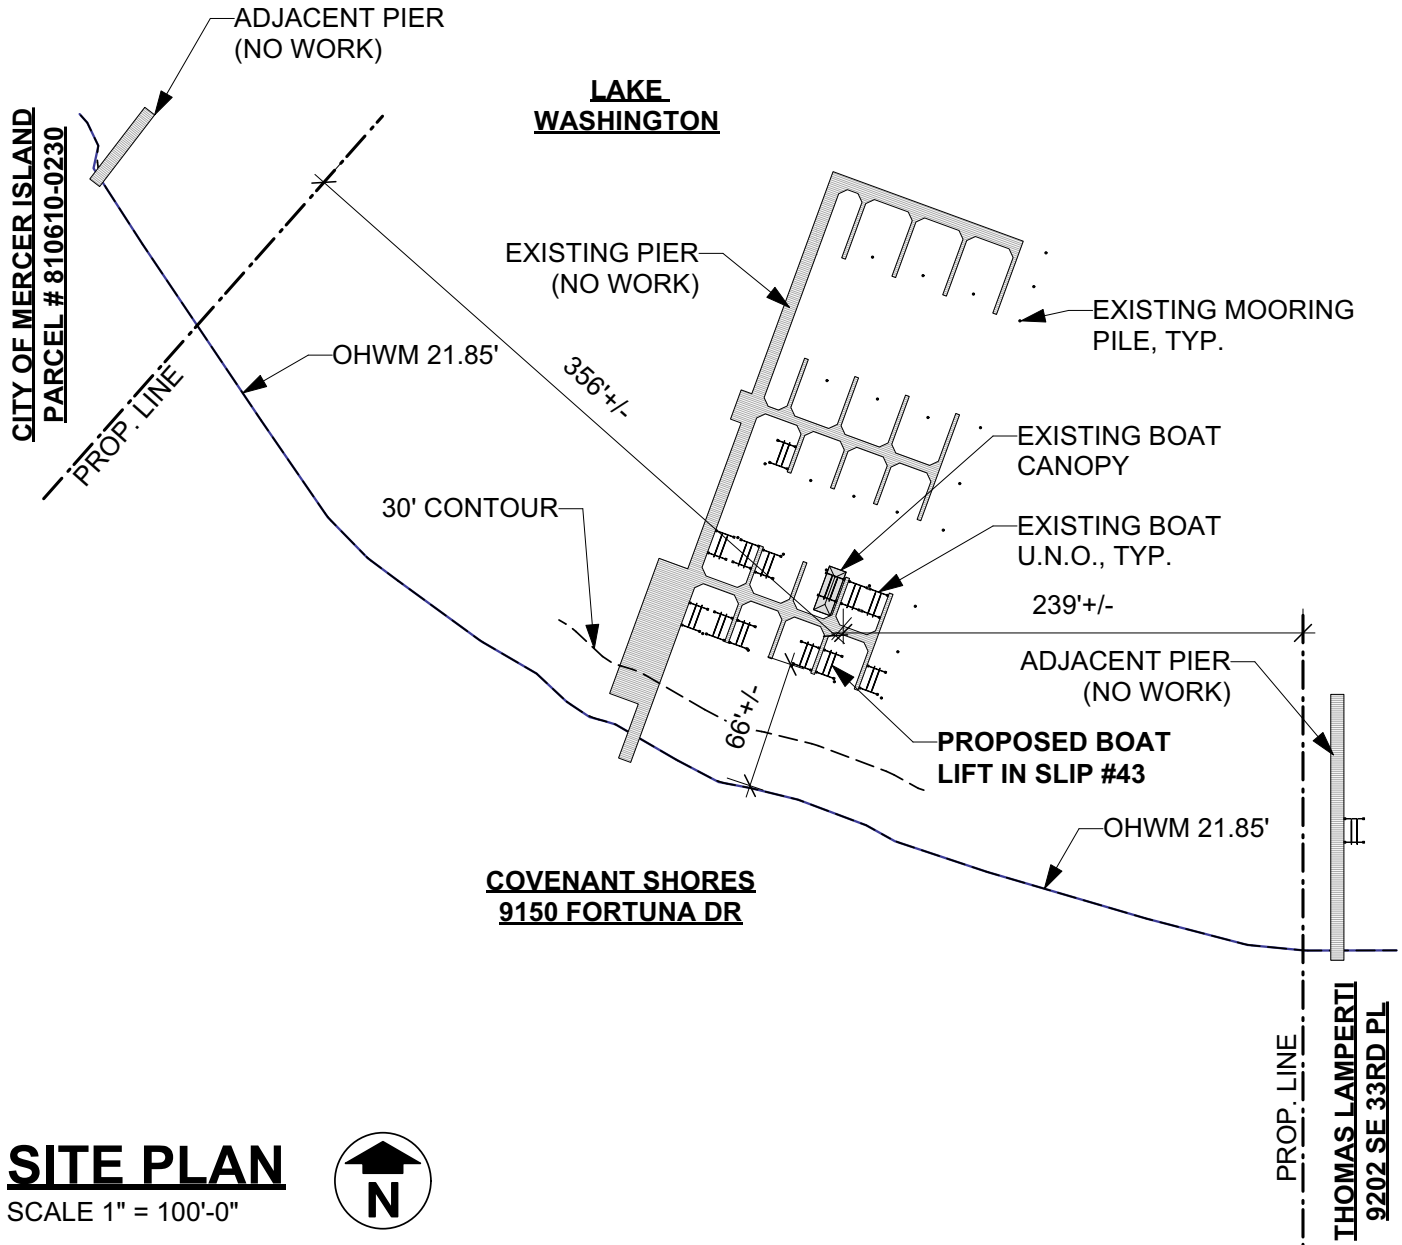 ADJACENT PIER
(NO WORK)
LAKE
WASHINGTON
CITY OF MERCER ISLAND
PARCEL # 810610-0230
EXISTING PIER
(NO WORK)
EXISTING MOORING
PILE, TYP.
OHWM 21.85'
356'+/-
PROP. LINE
EXISTING BOAT
CANOPY
30' CONTOUR
EXISTING BOAT
U.N.O., TYP.
239'+/-
ADJACENT PIER
(NO WORK)
66'+/-
PROPOSED BOAT
LIFT IN SLIP #43
OHWM 21.85'
COVENANT SHORES
9150 FORTUNA DR
PROP. LINE
THOMAS LAMPERTI
9202 SE 33RD PL
SITE PLAN
SCALE 1" = 100'-0"
N